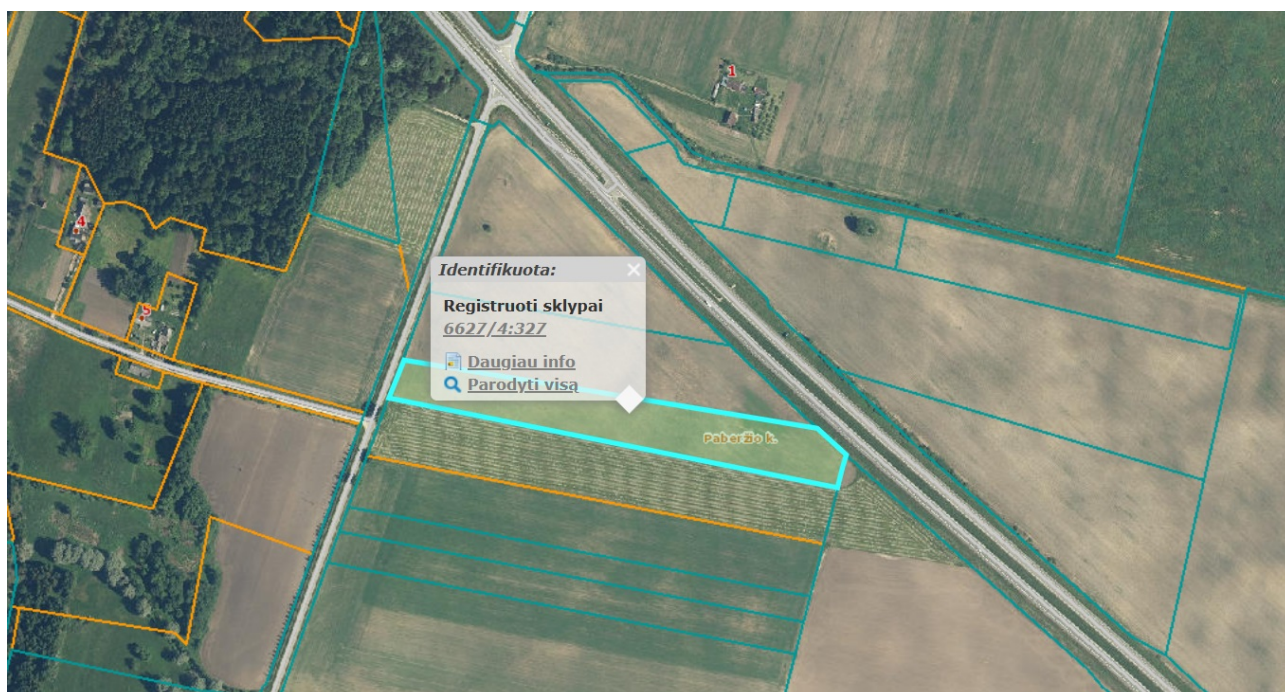 1
4
5
Identifikuota:
Registruoti sklypai
6627/4:327
Daugiau info
Parodyti visą
Paberžio k.